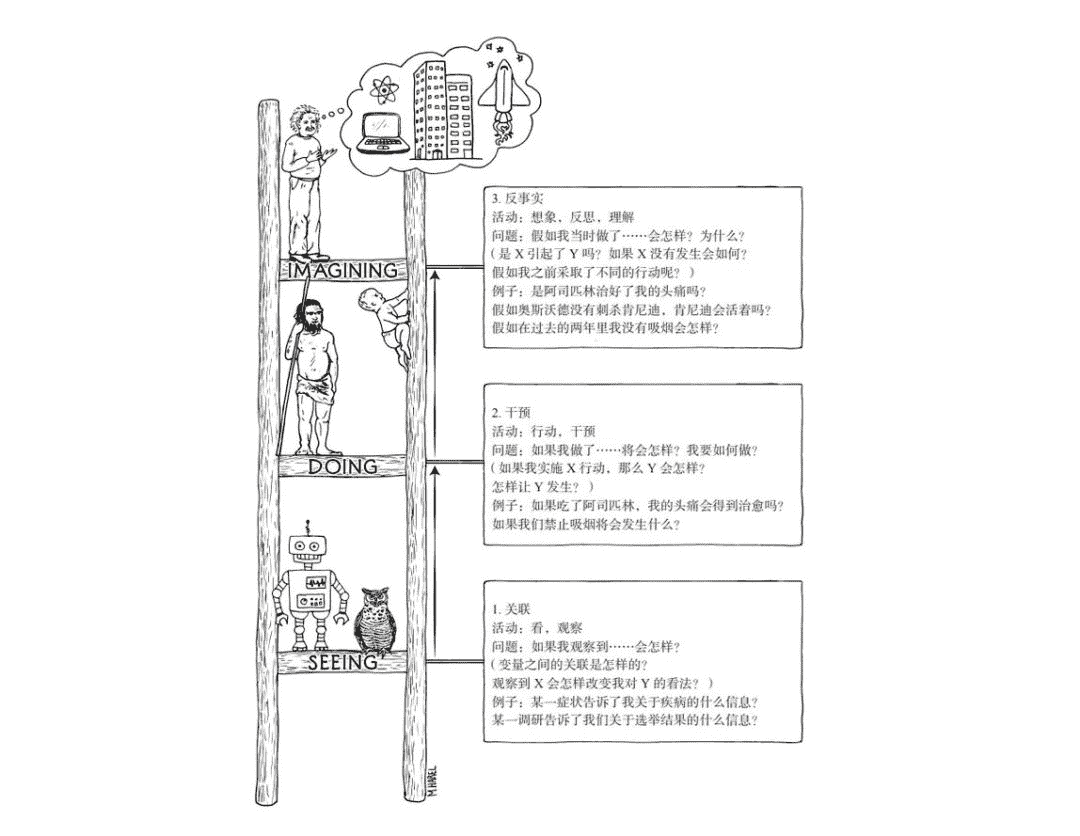 3. 反事实
活动：想象，反思，理解
问题：假如我当时做了……会怎样？为什么？
（是 X 引起了 Y 吗？如果 X 没有发生会如何？
假如我之前采取了不同的行动呢？）
例子：是阿司匹林治好了我的头痛吗？
假如奥斯沃德没有刺杀肯尼迪，肯尼迪会活着吗？
假如在过去的两年里我没有吸烟会怎样？
IMAGINING
2. 干预
活动：行动，干预
问题：如果我做了……将会怎样？我要如何做？
（如果我实施 X 行动，那么 Y 会怎样？
怎样让 Y 发生？）
例子：如果吃了阿司匹林，我的头痛会得到治愈吗？
如果我们禁止吸烟将会发生什么？
DOING
1. 关联
活动：看，观察
问题：如果我观察到……会怎样？
（变量之间的关联是怎样的？
观察到 X 会怎样改变我对 Y 的看法？）
例子：某一症状告诉了我关于疾病的什么信息？
某一调研告诉了我们关于选举结果的什么信息？
SEEING
M.HAREL